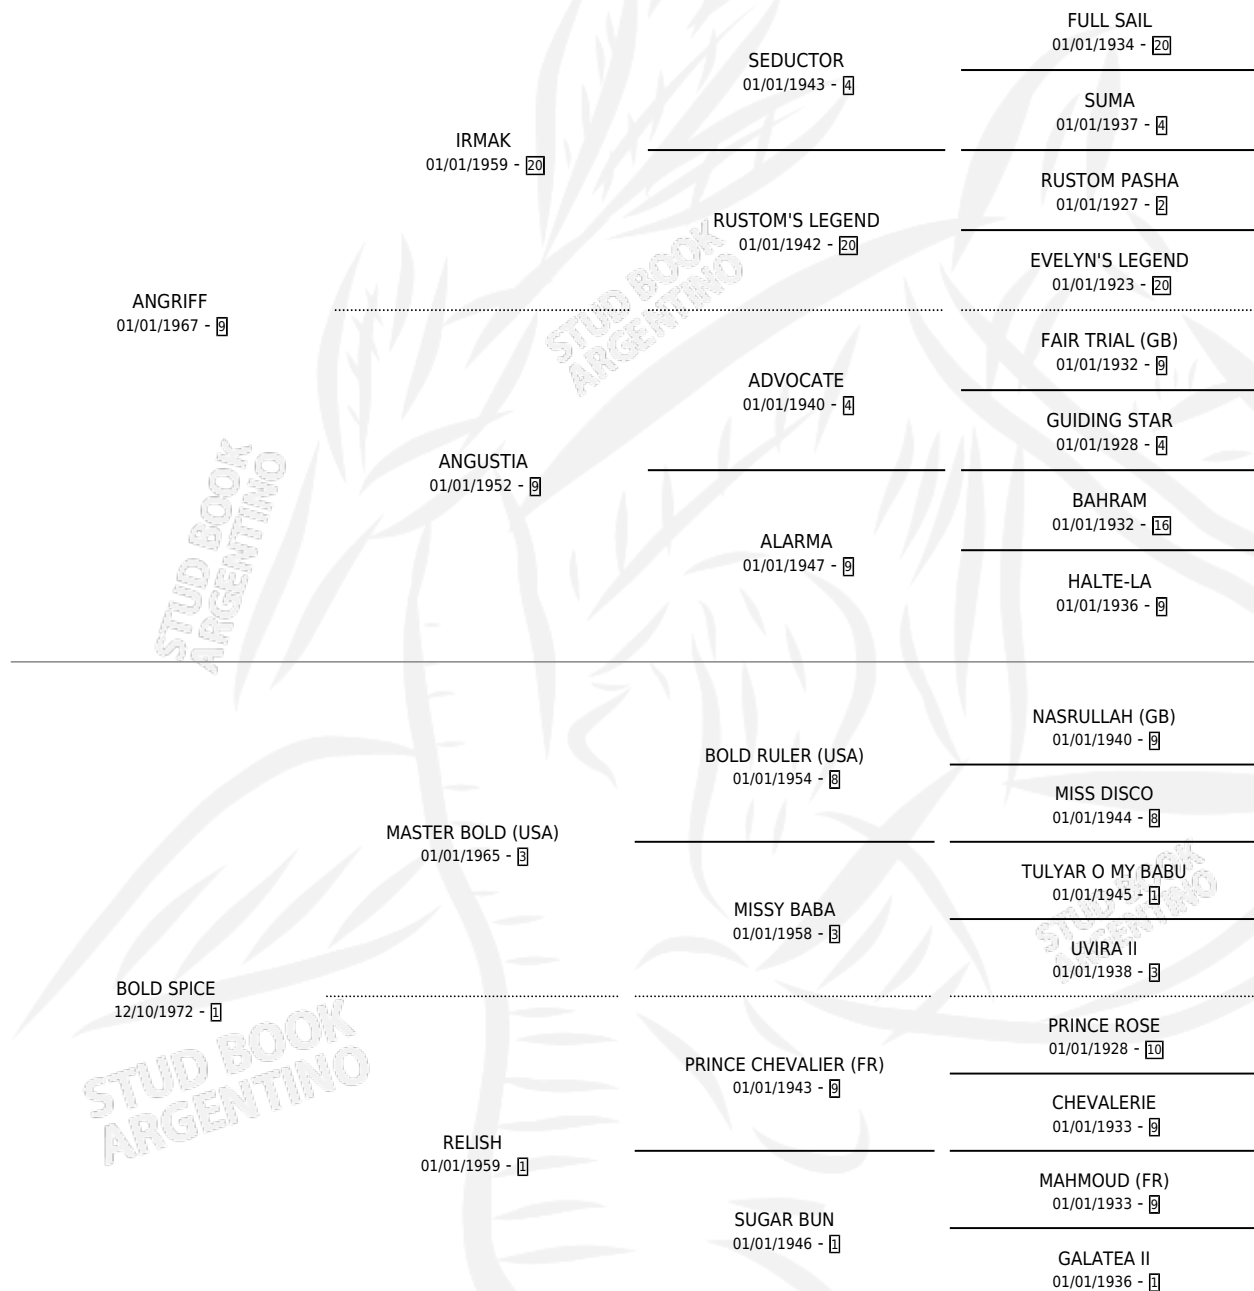 FULL SAIL
01/01/1934 - 20
SEDUCTOR
01/01/1943 - 4
SUMA
01/01/1937 - 4
IRMAK
01/01/1959 - 20
RUSTOM PASHA
01/01/1927 - 2
RUSTOM'S LEGEND
01/01/1942 - 20
EVELYN'S LEGEND
01/01/1923 - 20
ANGRIFF
01/01/1967 - 9
FAIR TRIAL (GB)
01/01/1932 - 9
ADVOCATE
01/01/1940 - 4
GUIDING STAR
01/01/1928 - 4
ANGUSTIA
01/01/1952 - 9
BAHRAM
01/01/1932 - 16
ALARMA
01/01/1947 - 9
HALTE-LA
01/01/1936 - 9
NASRULLAH (GB)
01/01/1940 - 9
BOLD RULER (USA)
01/01/1954 - 8
MISS DISCO
01/01/1944 - 8
MASTER BOLD (USA)
01/01/1965 - 3
TULYAR O MY BABU
01/01/1945 - 1
MISSY BABA
01/01/1958 - 3
UVIRA II
01/01/1938 - 3
BOLD SPICE
12/10/1972 - 1
PRINCE ROSE
01/01/1928 - 10
PRINCE CHEVALIER (FR)
01/01/1943 - 9
CHEVALERIE
01/01/1933 - 9
RELISH
01/01/1959 - 1
MAHMOUD (FR)
01/01/1933 - 9
SUGAR BUN
01/01/1946 - 1
GALATEA II
01/01/1936 - 1
STUD BOOK
ARGENTINO
STUD BOOK
ARGENTINO
STUD BOOK
ARGENTINO
STUD BOOK
ARGENTINO